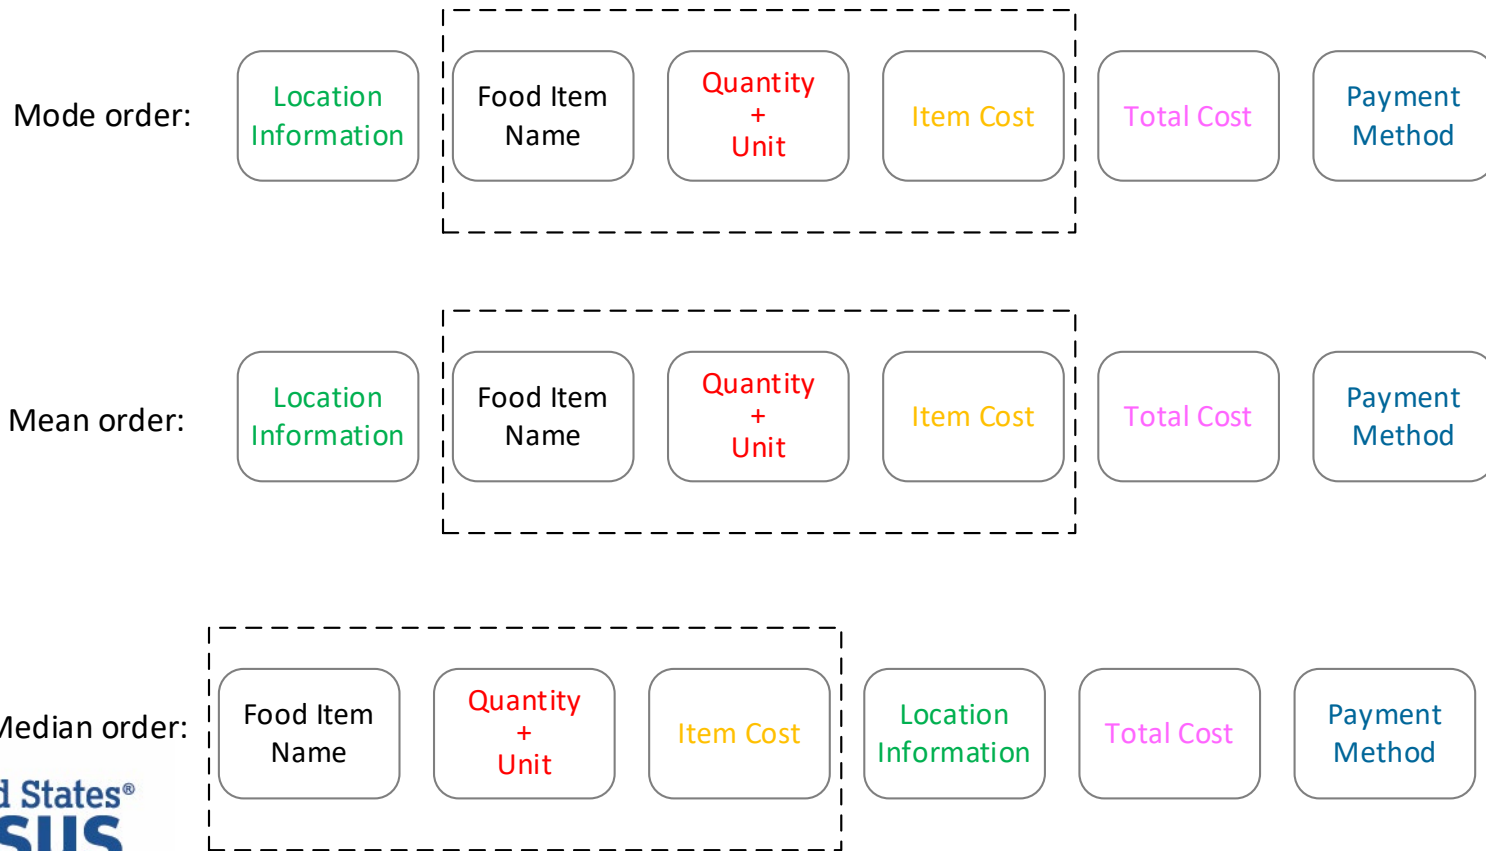 Mode order:
Location
Information
Food Item
Name
Quantity
+
Unit
Item Cost
Total Cost
Payment
Method
Mean order:
Location
Information
Food Item
Name
Quantity
+
Unit
Item Cost
Total Cost
Payment
Method
Median order:
Food Item
Name
Quantity
+
Unit
Item Cost
Location
Information
Total Cost
Payment
Method
d States®
SUS